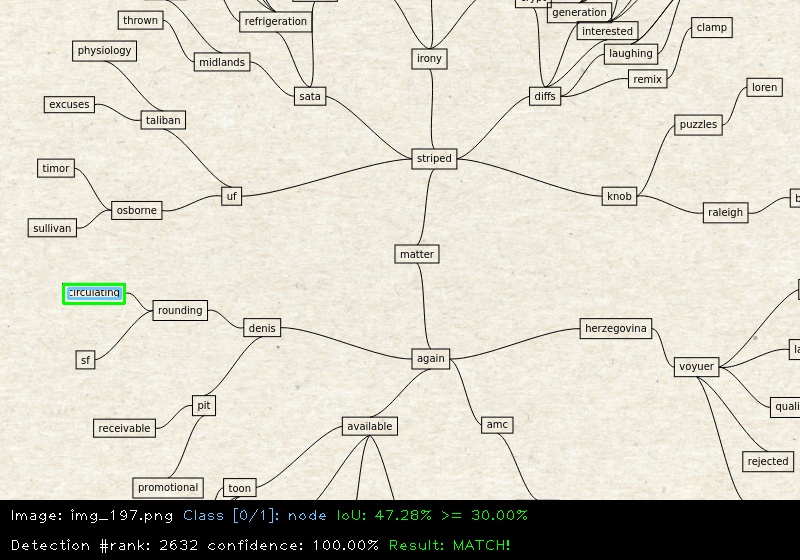 thrown
refrigeration
generation
interested
clamp
physiology
midlands
irony
laughing
remix
loren
excuses
taliban
sata
diffs
puzzles
striped
timor
osborne
uf
knob
raleigh
sullivan
matter
circulating
rounding
denis
herzegovina
sf
again
voyuer
pit
receivable
available
amc
rejected
promotional
toon
Image: img_197.png Class [0/1]: node IoU: 47.28% >= 30.00%
Detection #rank: 2632 confidence: 100.00% Result: MATCH!